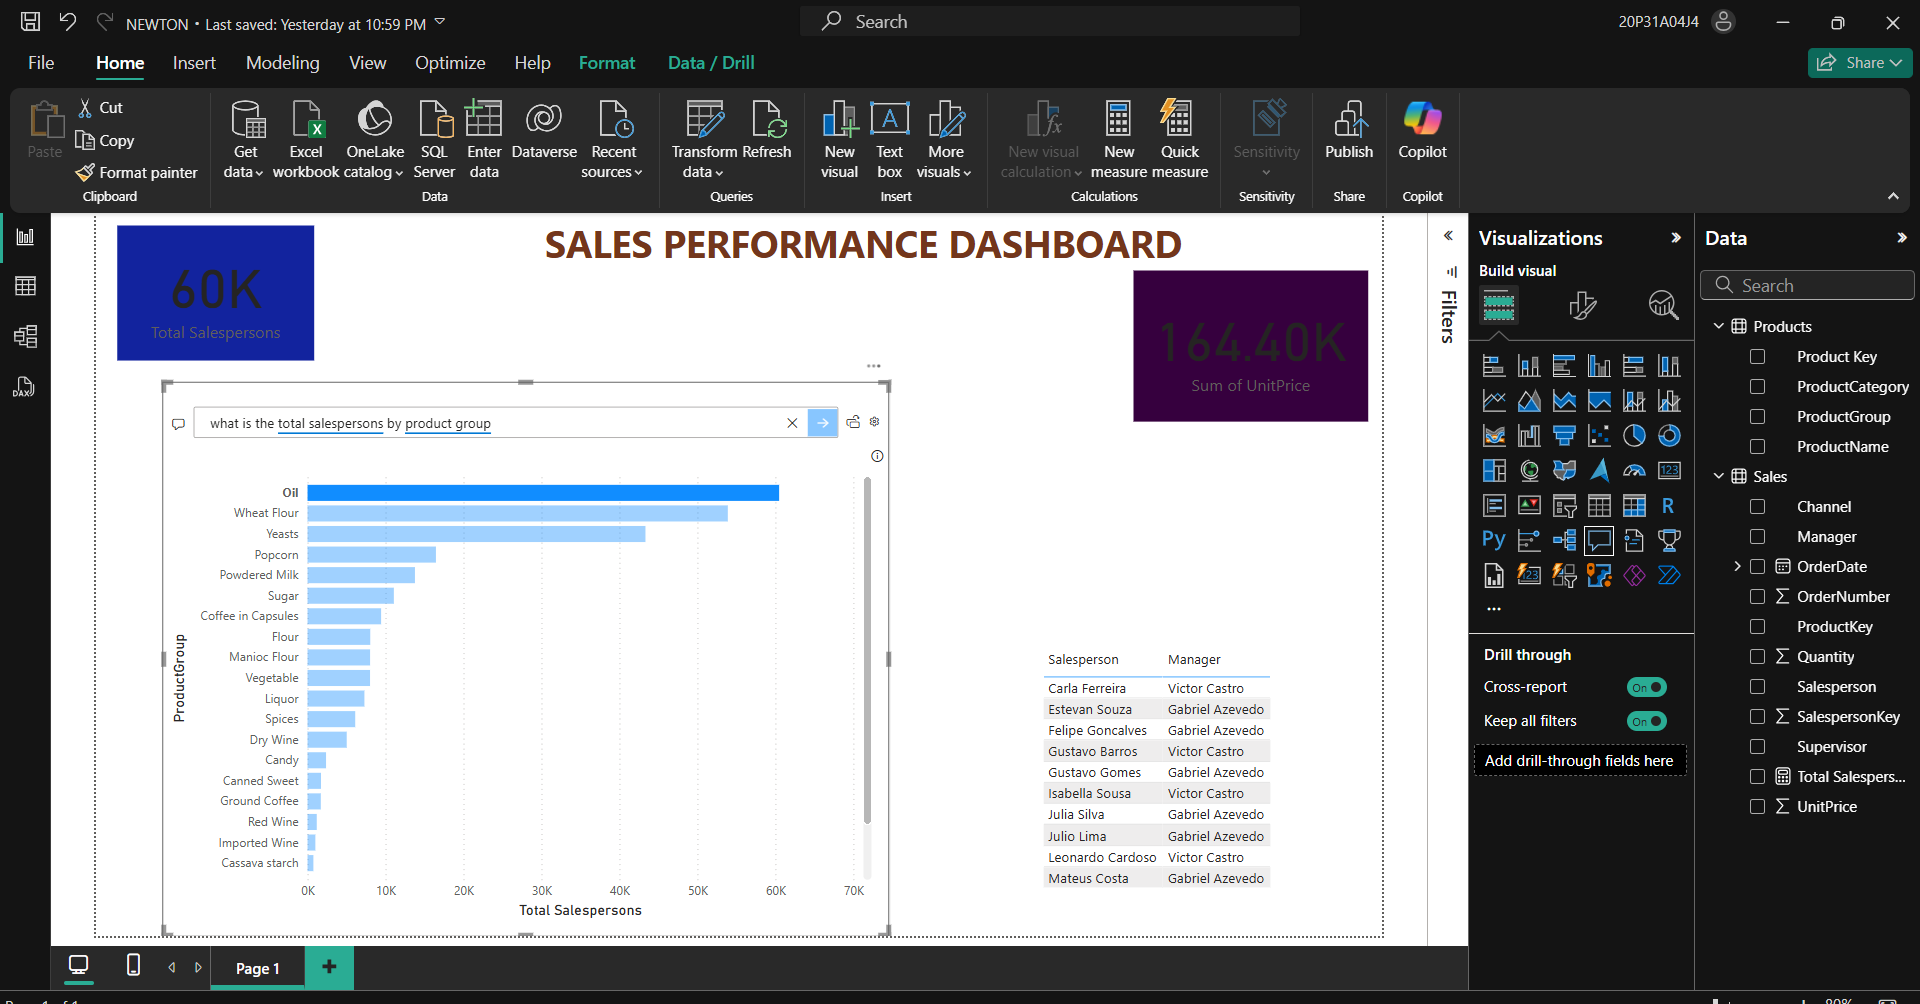 NEWTON • Last saved: Yesterday at 10:59 PM
Search
20P31A04J4
File
Home
Insert
Modeling
View
Optimize
Help
Format
Data / Drill
Share
Paste
Cut
Copy
Format painter
Clipboard
Get data
Excel workbook
OneLake catalog
SQL Server
Enter data
Dataverse
Recent sources
Data
Transform data
Refresh
Queries
New visual
Text box
More visuals
Insert
New visual calculation
New measure
Quick measure
Calculations
Sensitivity
Sensitivity
Publish
Share
Copilot
Copilot
DAX
60K
Total Salespersons
SALES PERFORMANCE DASHBOARD
164.40K
Sum of UnitPrice
what is the total salespersons by product group
ProductGroup
Oil
Wheat Flour
Yeasts
Popcorn
Powdered Milk
Sugar
Coffee in Capsules
Flour
Manioc Flour
Vegetable
Liquor
Spices
Dry Wine
Candy
Canned Sweet
Ground Coffee
Red Wine
Imported Wine
Cassava starch
0K 10K 20K 30K 40K 50K 60K 70K
Total Salespersons
Salesperson Manager
Carla Ferreira Victor Castro
Estevan Souza Gabriel Azevedo
Felipe Goncalves Gabriel Azevedo
Gustavo Barros Victor Castro
Gustavo Gomes Gabriel Azevedo
Isabella Sousa Victor Castro
Julia Silva Gabriel Azevedo
Julio Lima Gabriel Azevedo
Leonardo Cardoso Victor Castro
Mateus Costa Gabriel Azevedo
Filters
Visualizations
Build visual
123
R
Py
123
Drill through
Cross-report
On
Keep all filters
On
Add drill-through fields here
Data
Search
Products
Product Key
ProductCategory
ProductGroup
ProductName
Sales
Channel
Manager
OrderDate
OrderNumber
ProductKey
Quantity
Salesperson
SalespersonKey
Supervisor
Total Salespers...
UnitPrice
Page 1